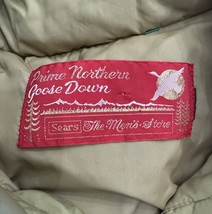 Prime Northern
Goose Down
Sears The Men's Store